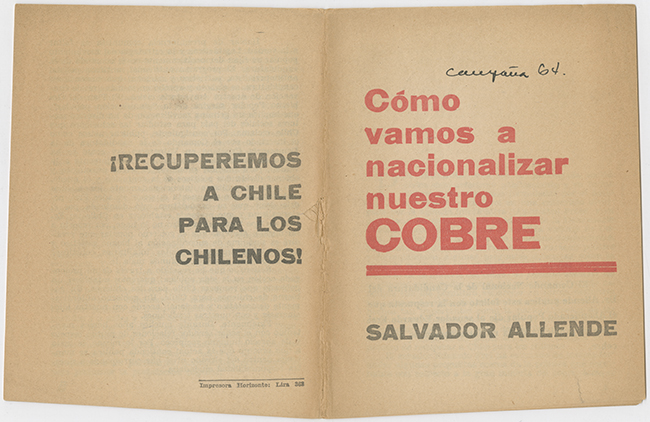 ¡RECUPEREMOS
A CHILE
PARA LOS
CHILENOS!
Impresora Horizonte: Lira 363
campaña 64.
Cómo
vamos a
nacionalizar
nuestro
COBRE
SALVADOR ALLENDE